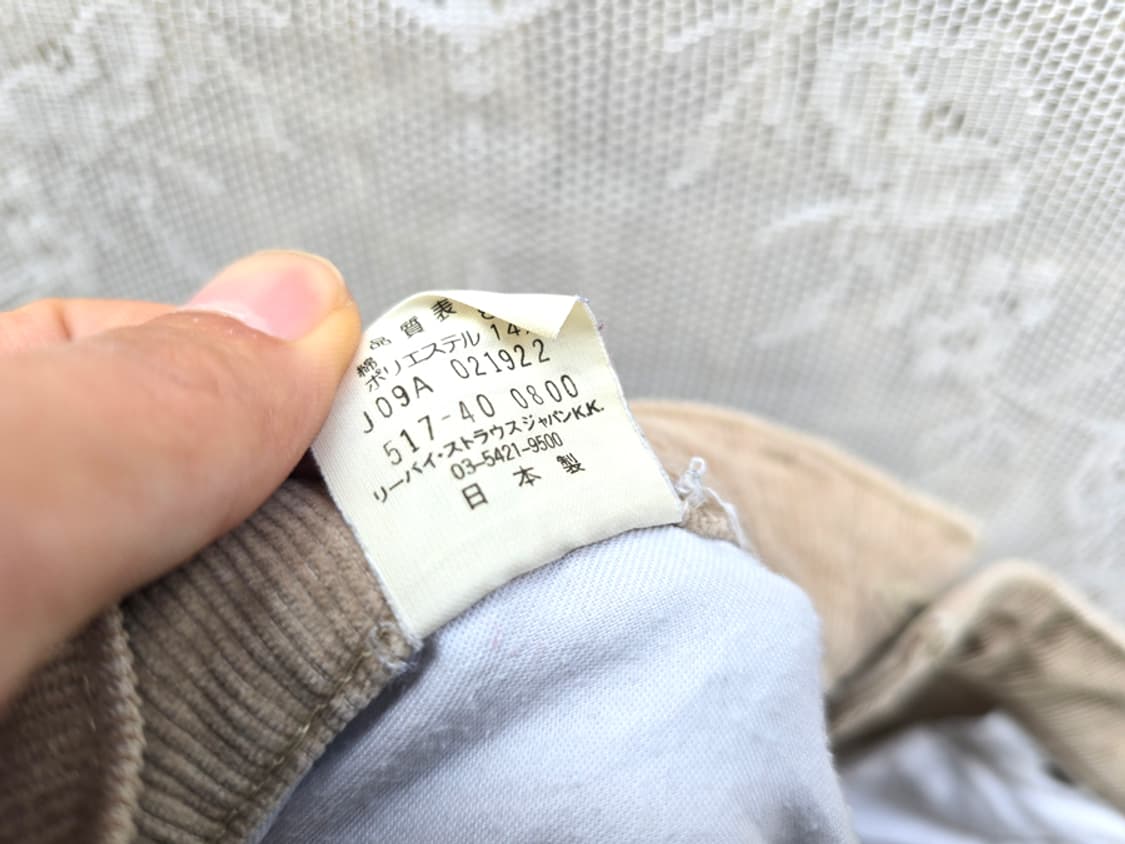 品質表
綿
ポリエステル 14
J09A 021922
517-40 0800
リーバイ・ストラウスジャパンK.K.
03-5421-9500
日本製